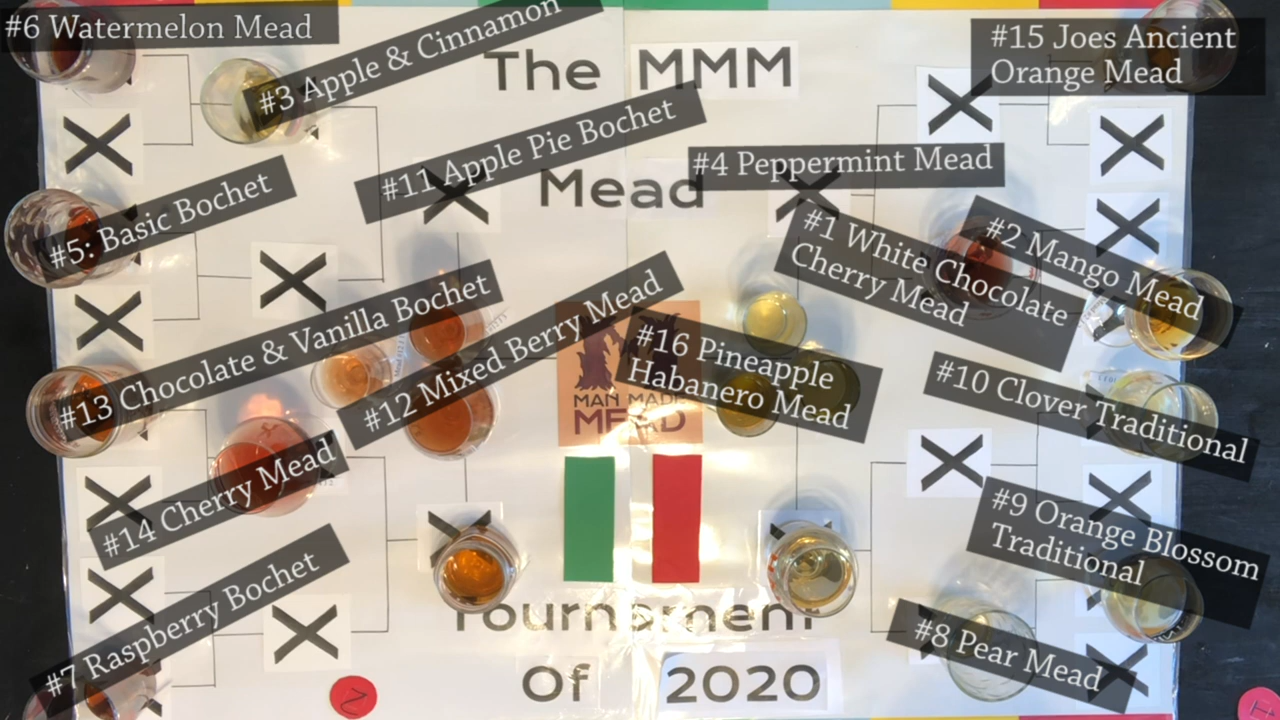 #6 Watermelon Mead
#3 Apple & Cinnamon
The MMM
#15 Joes Ancient
Orange Mead
#11 Apple Pie Bochet
#4 Peppermint Mead
Mead
#5: Basic Bochet
#1 White Chocolate
Cherry Mead
#2 Mango Mead
#13 Chocolate & Vanilla Bochet
#12 Mixed Berry Mead
#16 Pineapple
Habanero Mead
MAN MADE
MEAD
#10 Clover Traditional
#14 Cherry Mead
#9 Orange Blossom
Traditional
#7 Raspberry Bochet
Tournament
#8 Pear Mead
Of 2020